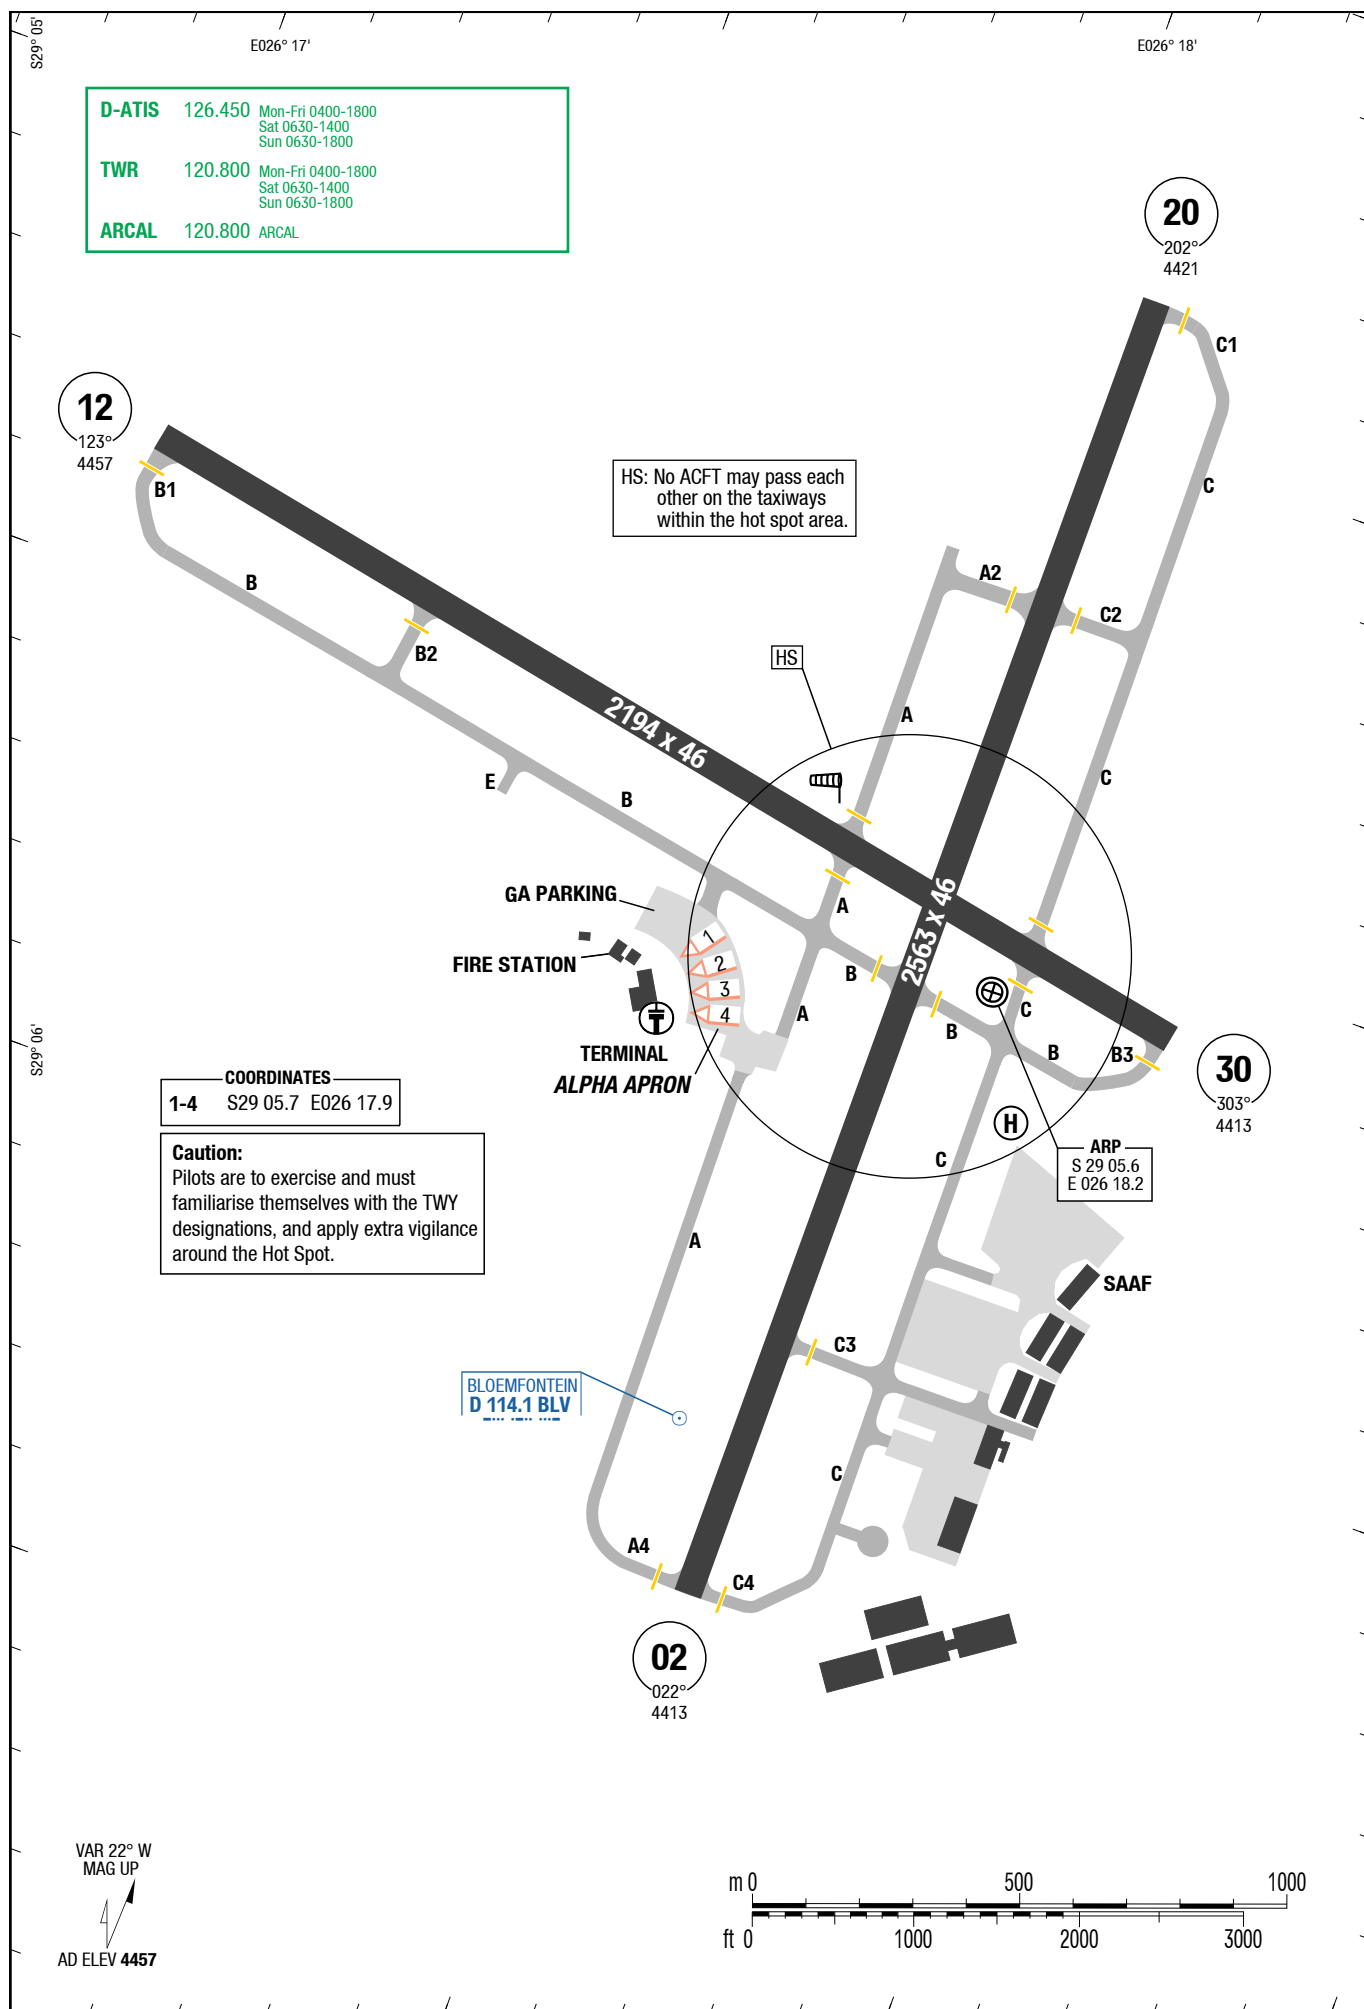 S29° 05'
E026° 17'
E026° 18'
D-ATIS 126.450 Mon-Fri 0400-1800
Sat 0630-1400
Sun 0630-1800
TWR 120.800 Mon-Fri 0400-1800
Sat 0630-1400
Sun 0630-1800
ARCAL 120.800 ARCAL
20
202°
4421
C1
12
123°
4457
B1
HS: No ACFT may pass each
other on the taxiways
within the hot spot area.
C
B
A2
C2
B2
HS
2194 x 46
A
C
E
B
GA PARKING
A
2563 x 46
FIRE STATION
1
2
3
4
B
A
C
B
B
B3
TERMINAL
ALPHA APRON
S29° 06'
30
303°
4413
COORDINATES
1-4 S29 05.7 E026 17.9
H
ARP
S 29 05.6
E 026 18.2
Caution:
Pilots are to exercise and must
familiarise themselves with the TWY
designations, and apply extra vigilance
around the Hot Spot.
C
A
SAAF
C3
BLOEMFONTEIN
D 114.1 BLV
C
A4
C4
02
022°
4413
VAR 22° W
MAG UP
AD ELEV 4457
m 0 500 1000
ft 0 1000 2000 3000